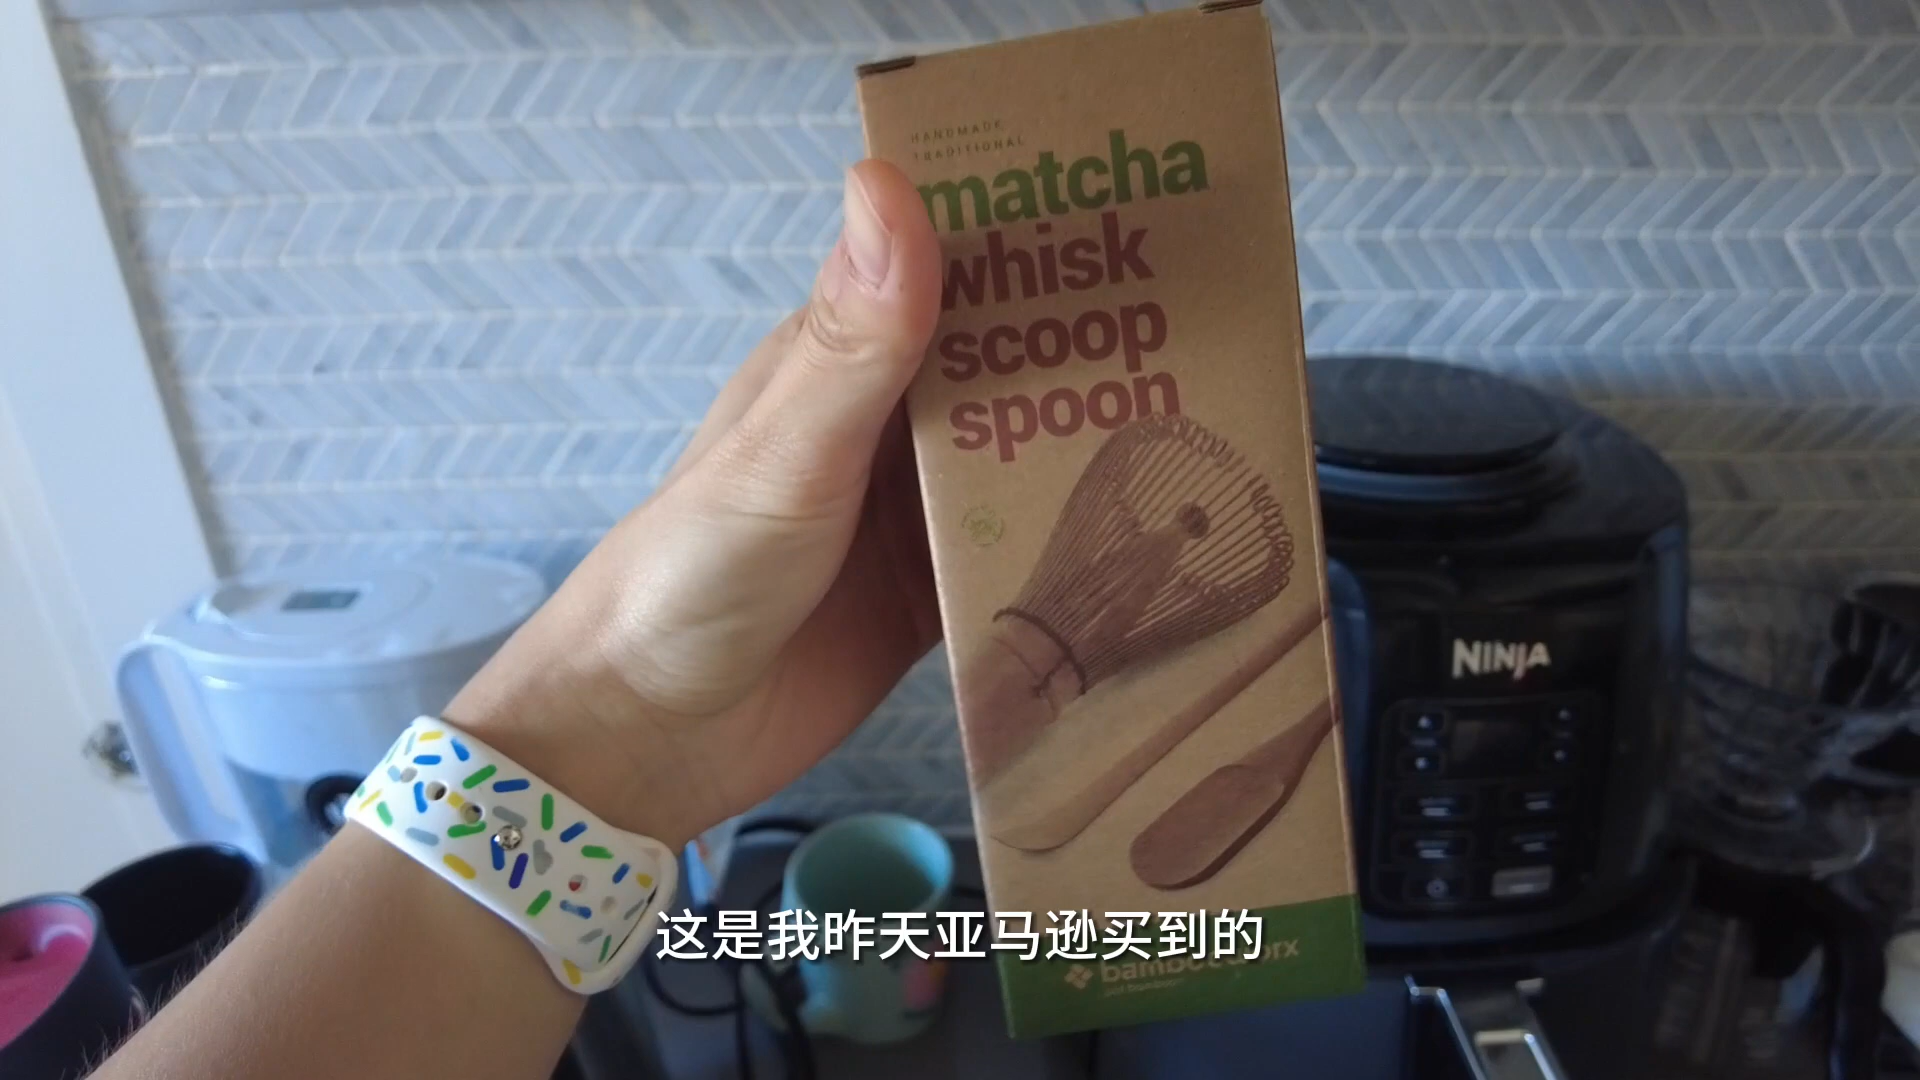 HANDMADE
TRADITIONAL
matcha
whisk
scoop
spoon
NINJA
这是我昨天亚马逊买到的